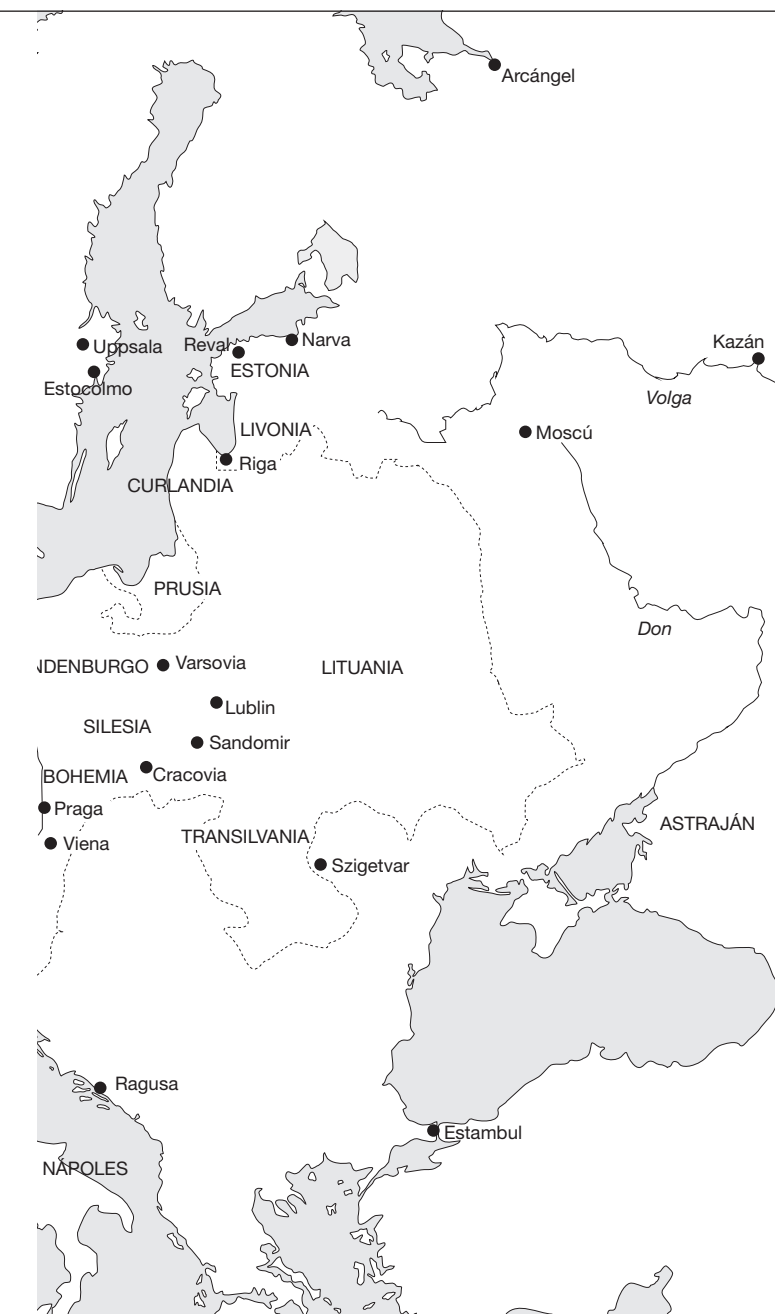 Arcángel
Uppsala
Reval
Narva
Kazán
ESTONIA
Estocolmo
Volga
LIVONIA
Moscú
Riga
CURLANDIA
PRUSIA
Don
NDENBURGO
Varsovia
LITUANIA
Lublin
SILESIA
Sandomir
BOHEMIA
Cracovia
Praga
ASTRAJÁN
TRANSILVANIA
Viena
Szigetvar
Ragusa
Estambul
NÁPOLES